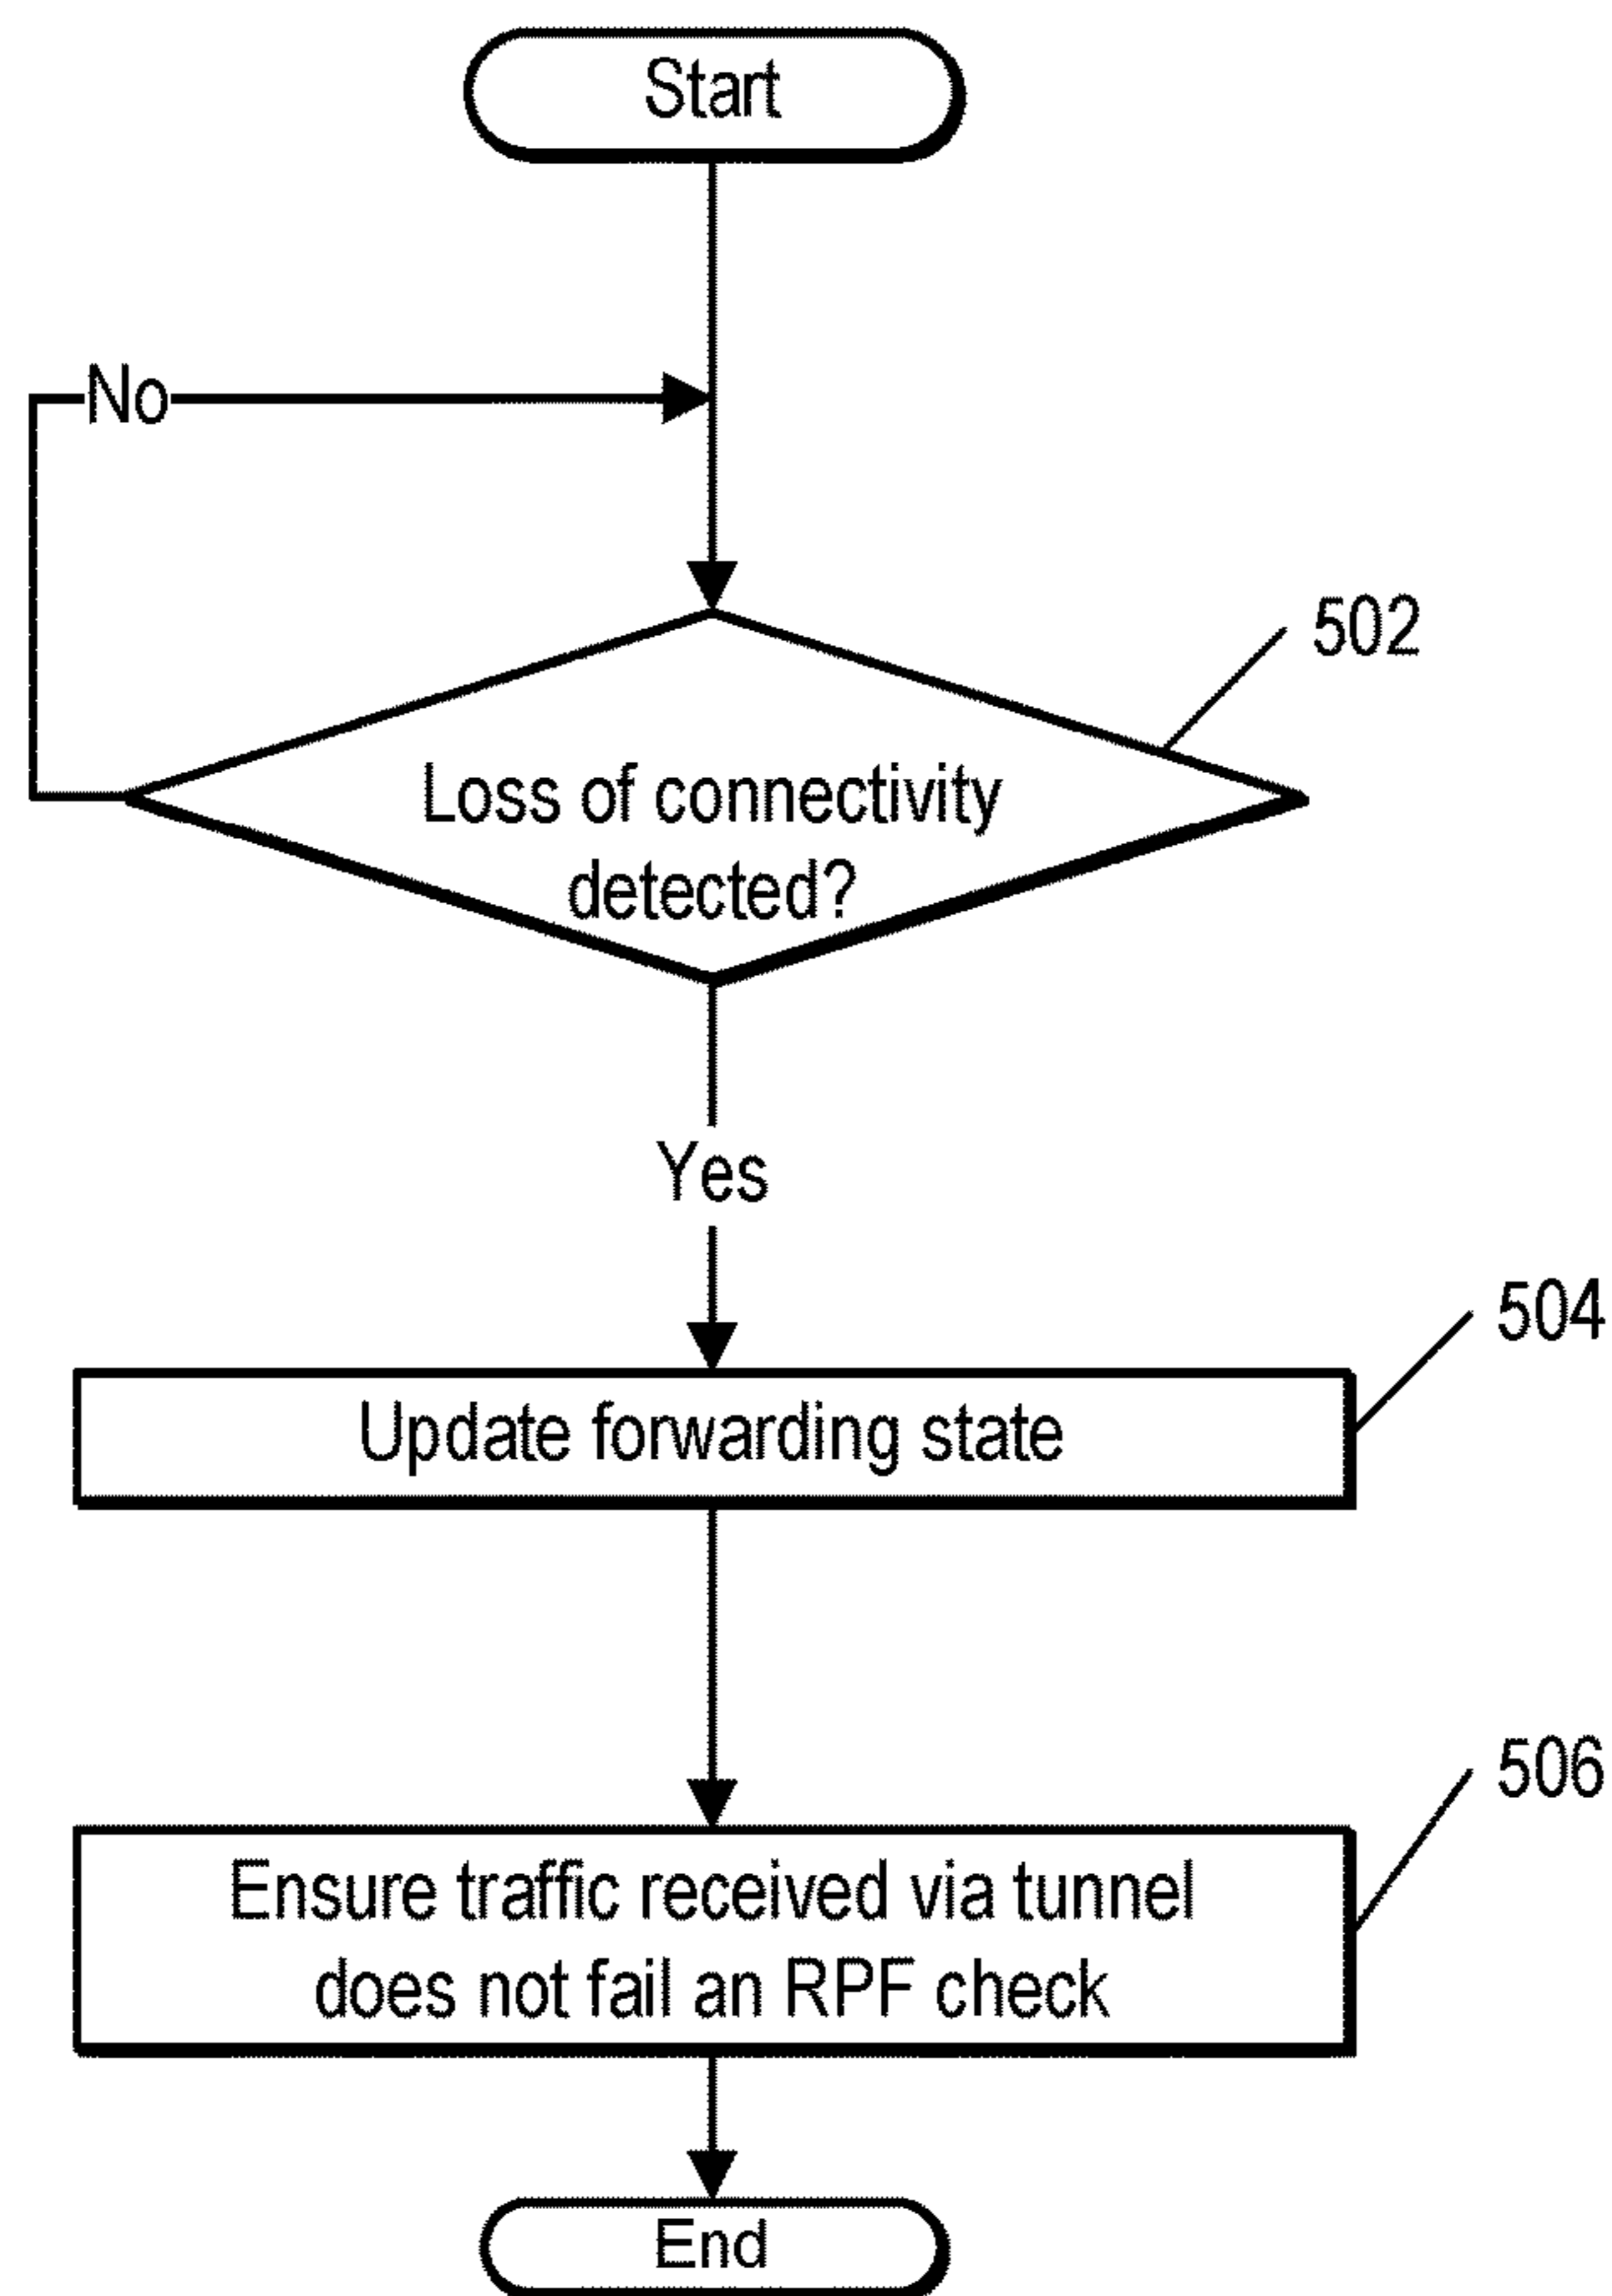 Start
No
502
Loss of connectivity
detected?
Yes
504
Update forwarding state
506
Ensure traffic received via tunnel
does not fail an RPF check
End